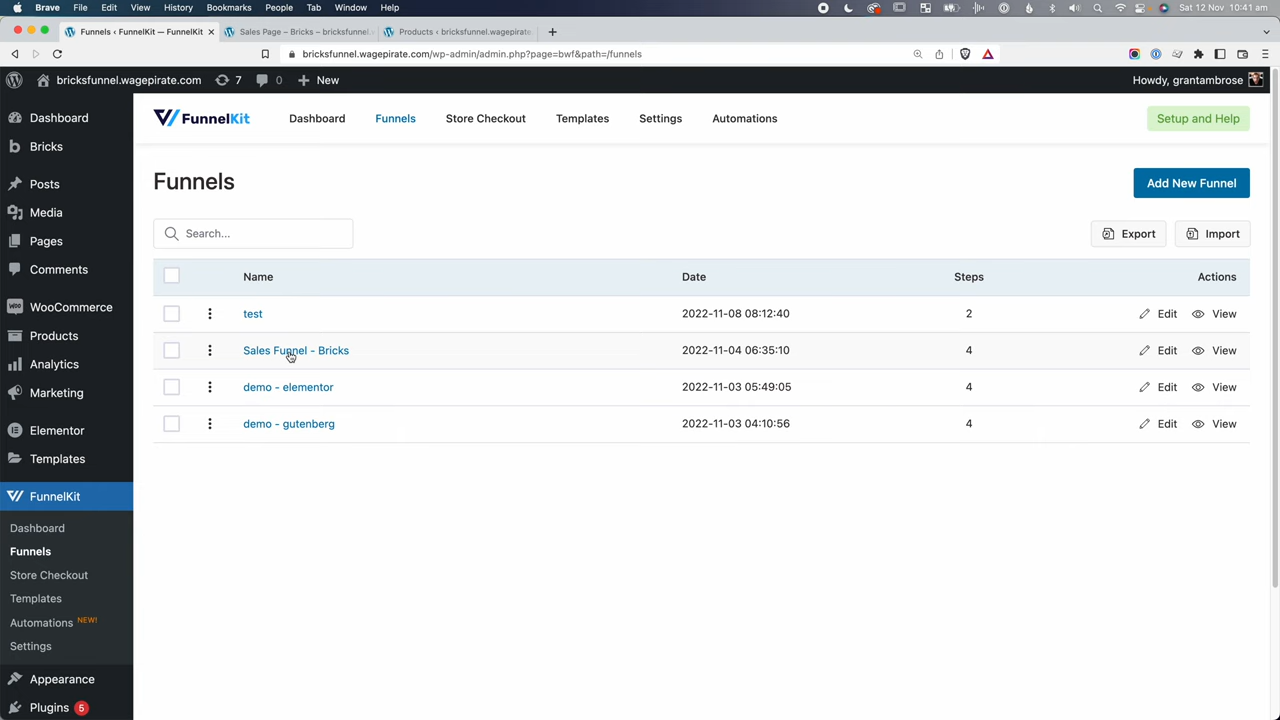 Brave File Edit View History Bookmarks People Tab Window Help Sat 12 Nov 10:41 am
Funnels ‹ FunnelKit — FunnelKit Sales Page – Bricks – bricksfunnel. Products ‹ bricksfunnel.wagepirate.
bricksfunnel.wagepirate.com/wp-admin/admin.php?page=bwf&path=/funnels
bricksfunnel.wagepirate.com 7 0 New Howdy, grantambrose
Dashboard
Bricks
Posts
Media
Pages
Comments
WooCommerce
Products
Analytics
Marketing
Elementor
Templates
FunnelKit
Dashboard
Funnels
Store Checkout
Templates
Automations NEW!
Settings
Appearance
Plugins 5
FunnelKit Dashboard Funnels Store Checkout Templates Settings Automations Setup and Help
Funnels Add New Funnel
Search... Export Import
Name Date Steps Actions
test 2022-11-08 08:12:40 2 Edit View
Sales Funnel - Bricks 2022-11-04 06:35:10 4 Edit View
demo - elementor 2022-11-03 05:49:05 4 Edit View
demo - gutenberg 2022-11-03 04:10:56 4 Edit View